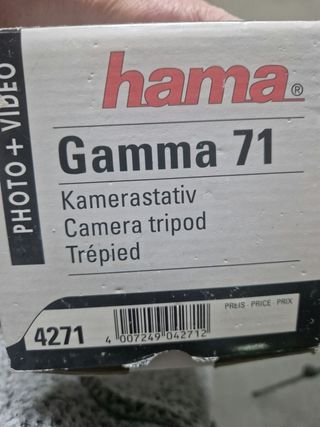 PHOTO + VIDEO
hama®
Gamma 71
Kamerastativ
Camera tripod
Trépied
PREIS · PRICE · PRIX
4271
4 007249 042712